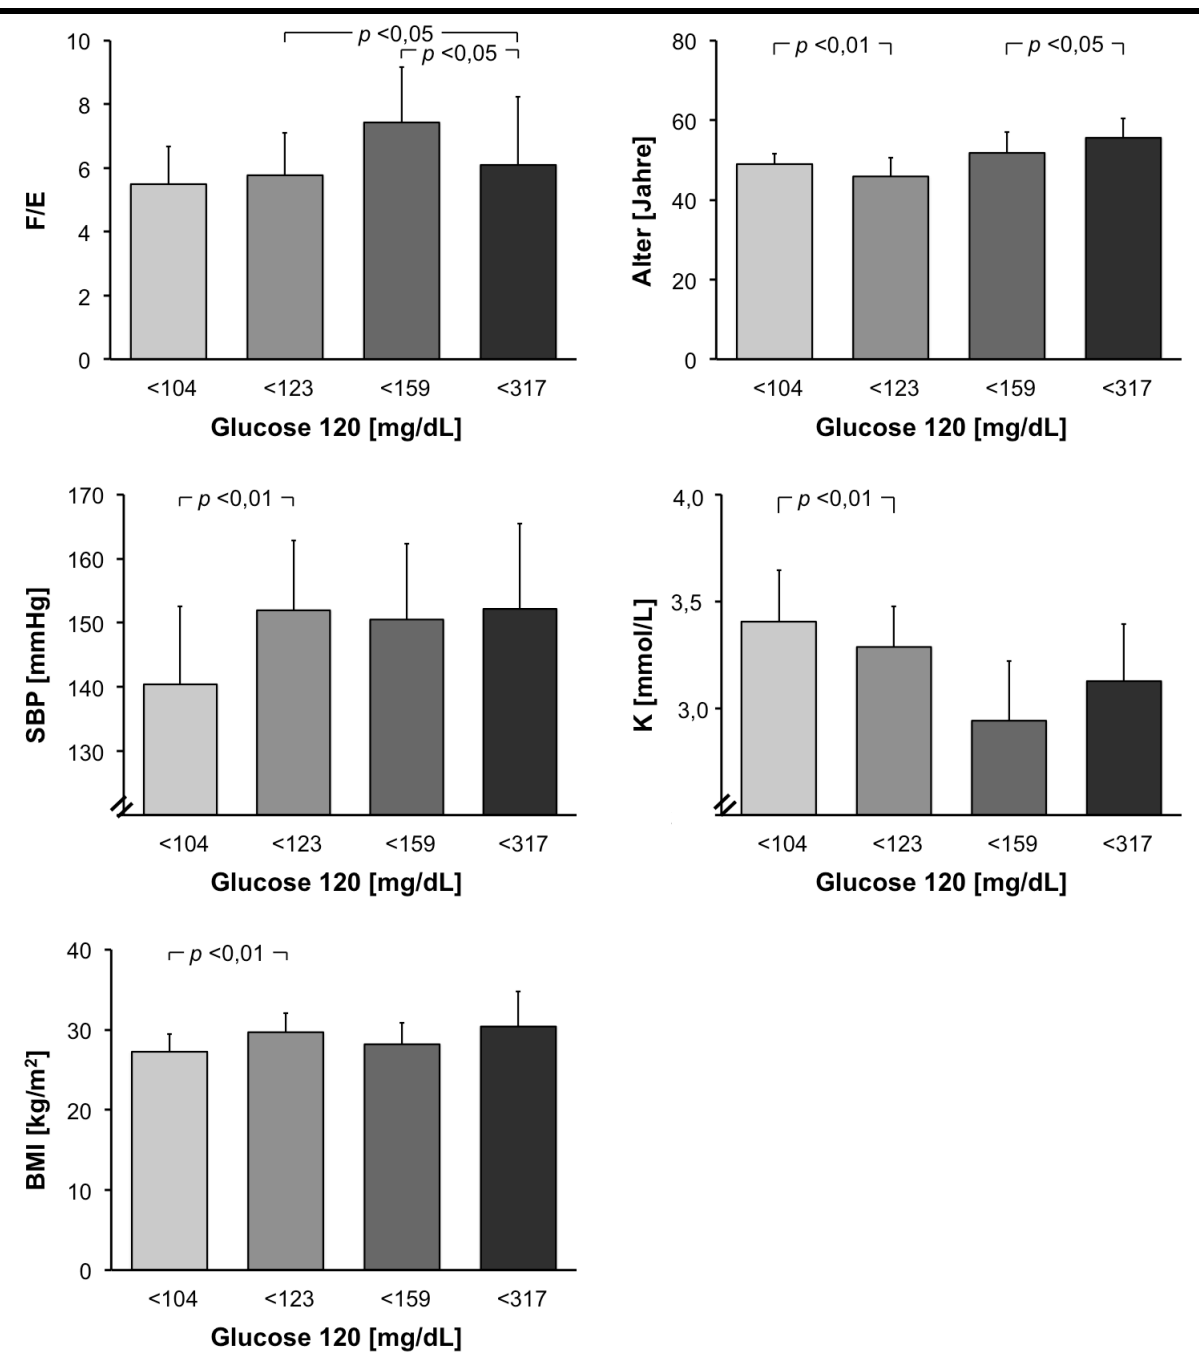 p <0,05
p <0,05
10
8
6
4
2
0
F/E
<104 <123 <159 <317
Glucose 120 [mg/dL]
p <0,01 p <0,05
80
60
40
20
0
Alter [Jahre]
<104 <123 <159 <317
Glucose 120 [mg/dL]
p <0,01
170
160
150
140
130
SBP [mmHg]
<104 <123 <159 <317
Glucose 120 [mg/dL]
p <0,01
4,0
3,5
3,0
K [mmol/L]
<104 <123 <159 <317
Glucose 120 [mg/dL]
p <0,01
40
30
20
10
0
BMI [kg/m²]
<104 <123 <159 <317
Glucose 120 [mg/dL]